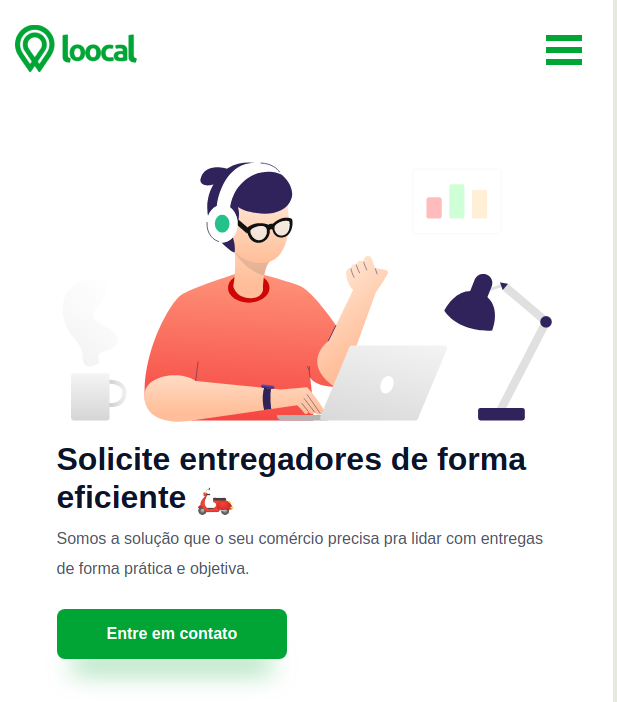 loocal
Solicite entregadores de forma
eficiente 🛵
Somos a solução que o seu comércio precisa pra lidar com entregas
de forma prática e objetiva.
Entre em contato